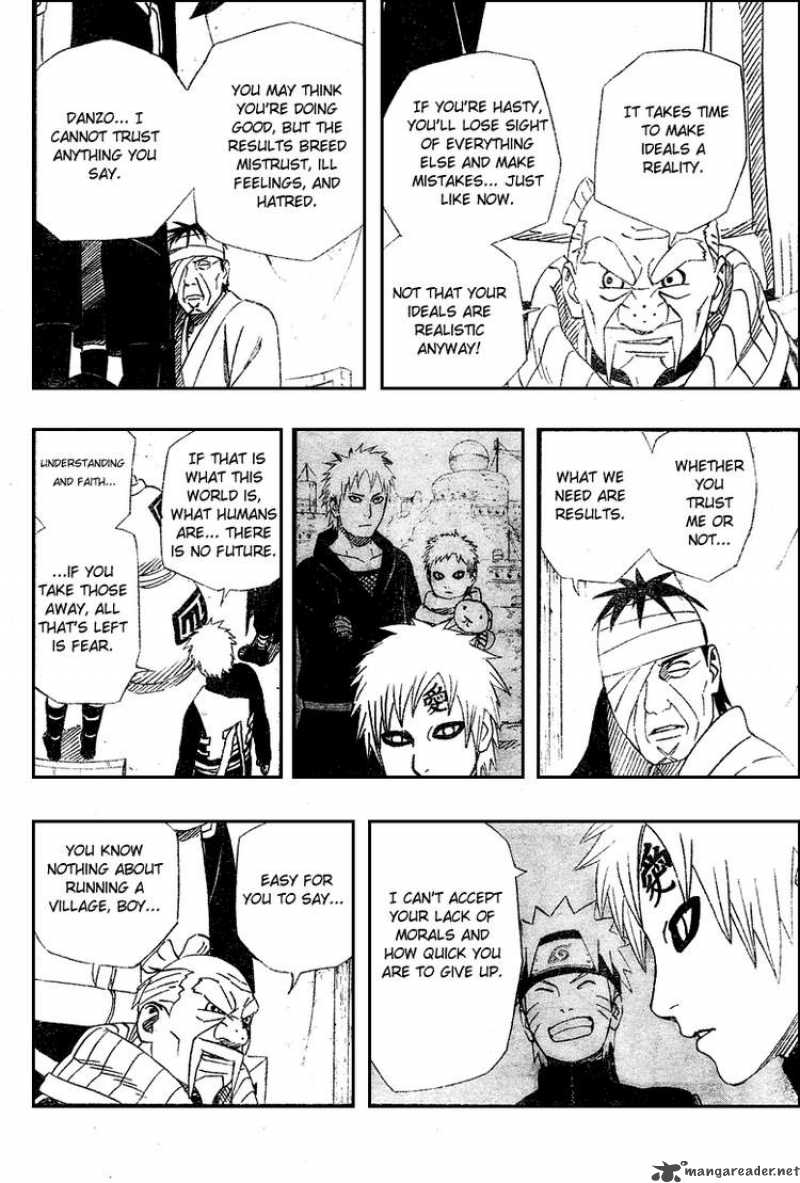 IT TAKES TIME
TO MAKE
IDEALS A
REALITY.
IF YOU'RE HASTY,
YOU'LL LOSE SIGHT
OF EVERYTHING
ELSE AND MAKE
MISTAKES... JUST
LIKE NOW.
NOT THAT YOUR
IDEALS ARE
REALISTIC
ANYWAY!
YOU MAY THINK
YOU'RE DOING
GOOD, BUT THE
RESULTS BREED
MISTRUST, ILL
FEELINGS, AND
HATRED.
DANZO... I
CANNOT TRUST
ANYTHING YOU
SAY.
WHETHER
YOU
TRUST
ME OR
NOT...
WHAT WE
NEED ARE
RESULTS.
愛
IF THAT IS
WHAT THIS
WORLD IS,
WHAT HUMANS
ARE... THERE
IS NO FUTURE.
UNDERSTANDING
AND FAITH...
...IF YOU
TAKE THOSE
AWAY, ALL
THAT'S LEFT
IS FEAR.
愛
I CAN'T ACCEPT
YOUR LACK OF
MORALS AND
HOW QUICK YOU
ARE TO GIVE UP.
EASY FOR
YOU TO SAY...
YOU KNOW
NOTHING ABOUT
RUNNING A
VILLAGE, BOY...
mangareader.net